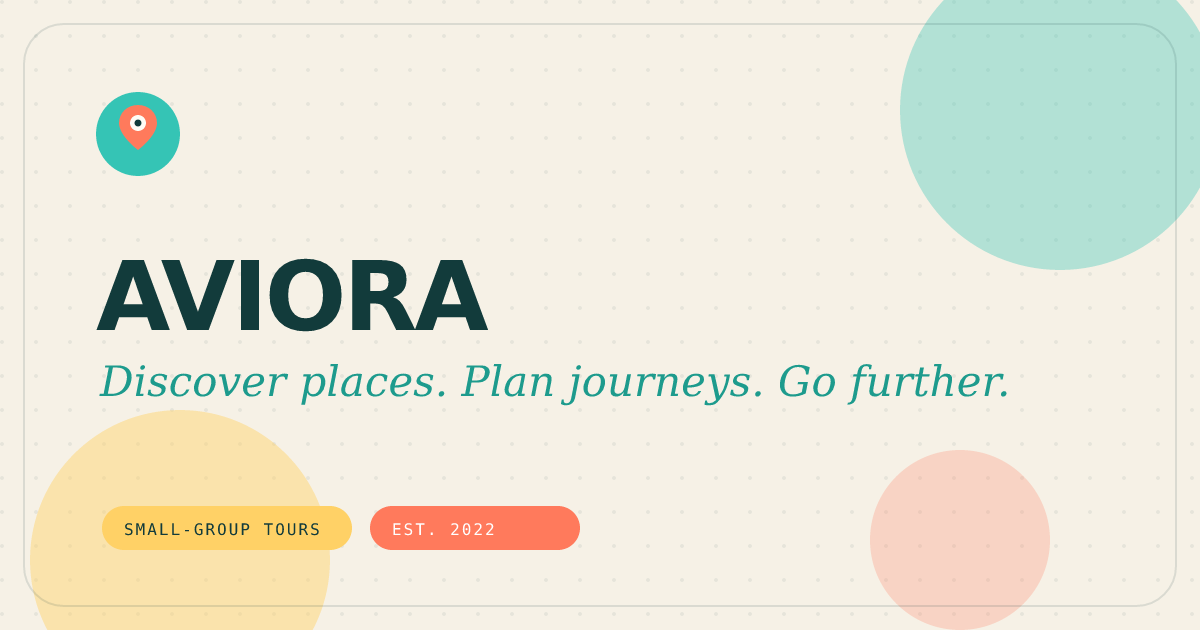 AVIORA
Discover places. Plan journeys. Go further.
SMALL-GROUP TOURS
EST. 2022